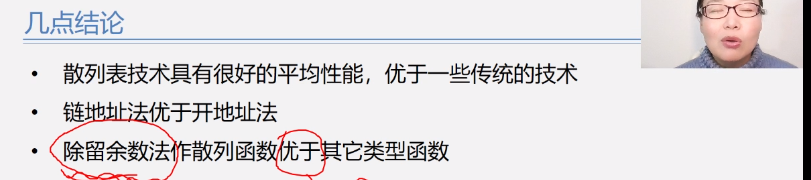 几点结论
• 散列表技术具有很好的平均性能，优于一些传统的技术
• 链地址法优于开地址法
• 除留余数法作散列函数优于其它类型函数